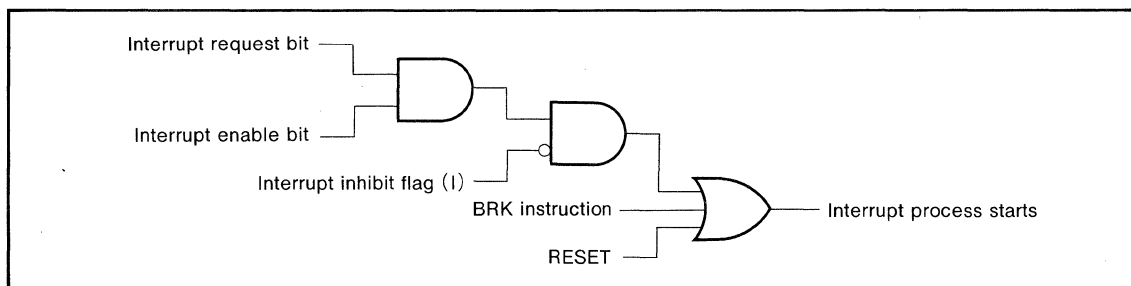 Interrupt request bit
Interrupt enable bit
Interrupt inhibit flag (I)
BRK instruction
RESET
Interrupt process starts